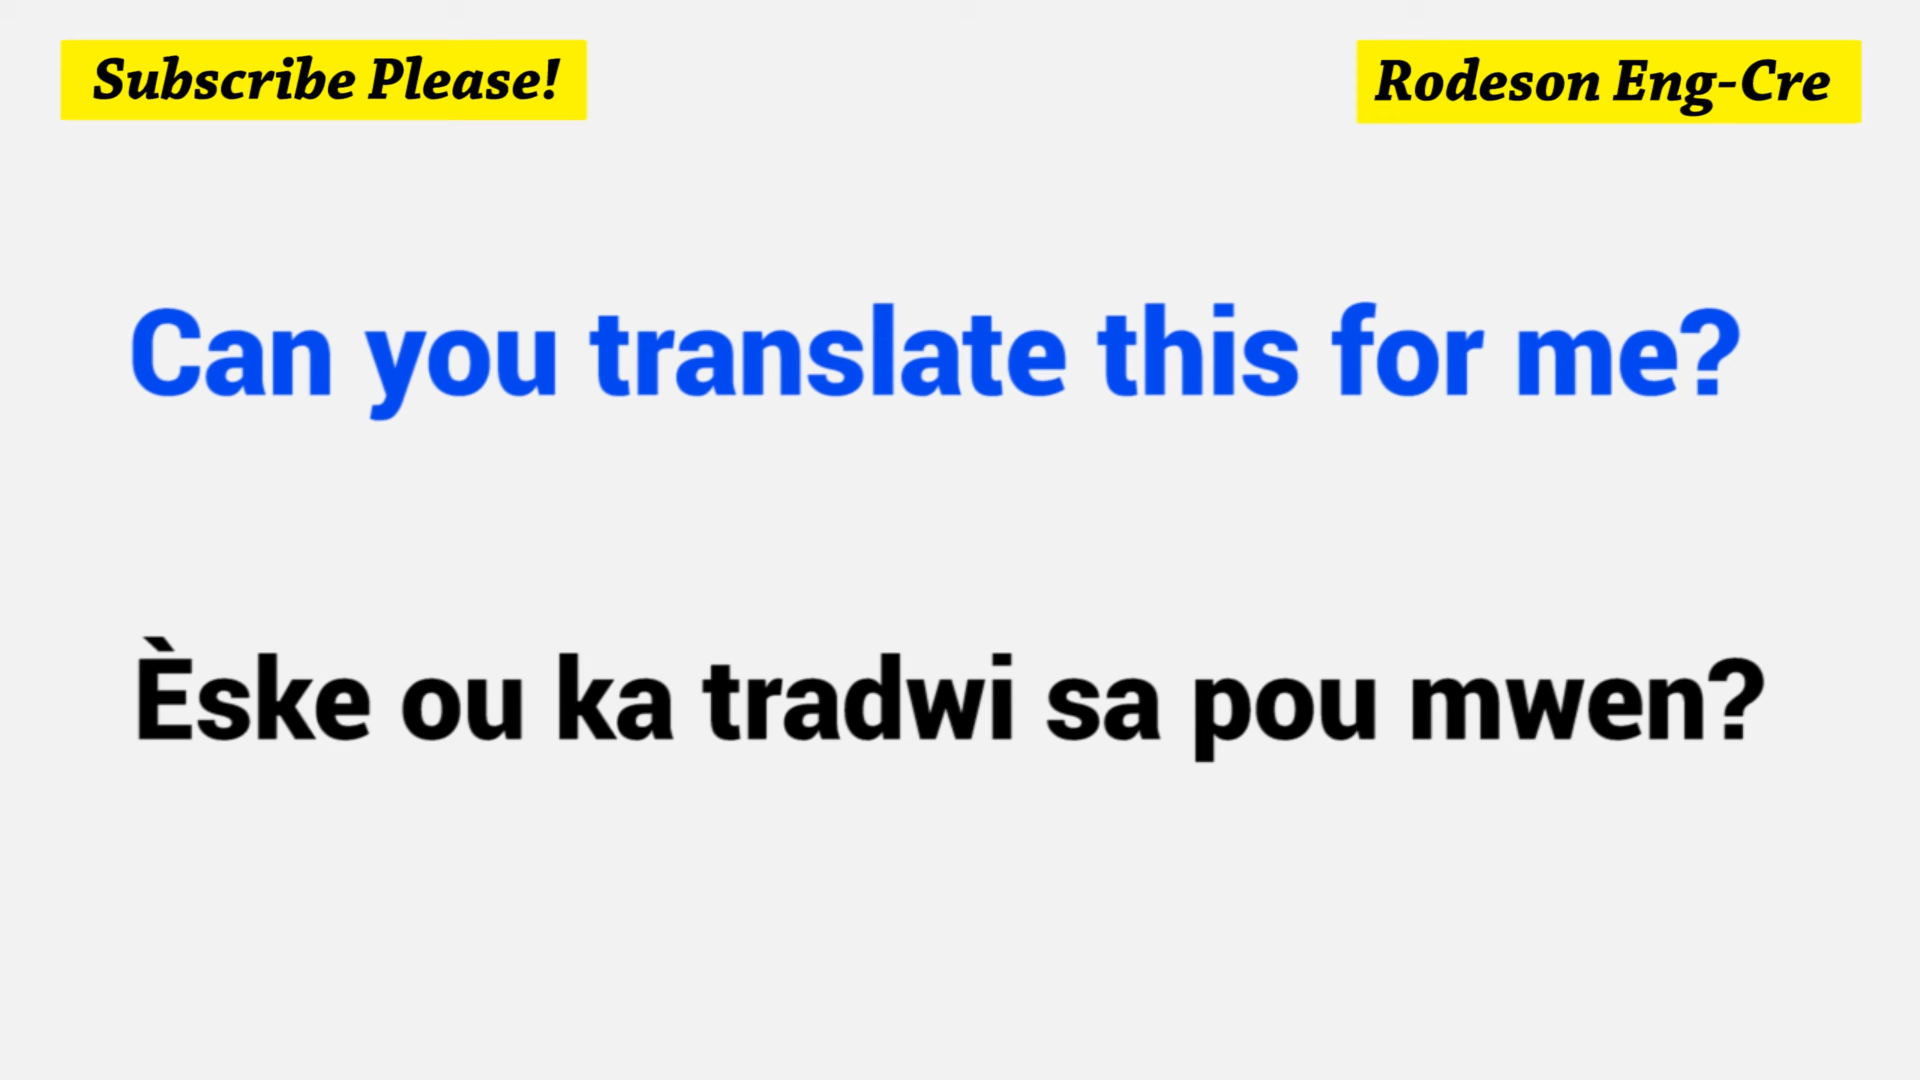 Subscribe Please!
Rodeson Eng-Cre
Can you translate this for me?
Èske ou ka tradwi sa pou mwen?